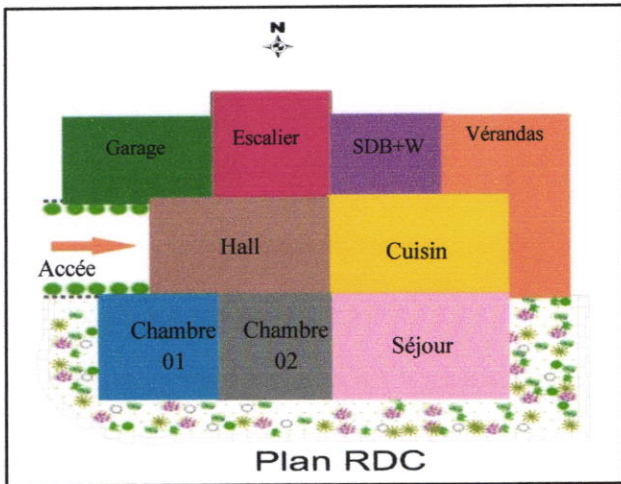 N
Garage
Escalier
SDB+W
Vérandas
Accée
Hall
Cuisin
Chambre
01
Chambre
02
Séjour
Plan RDC